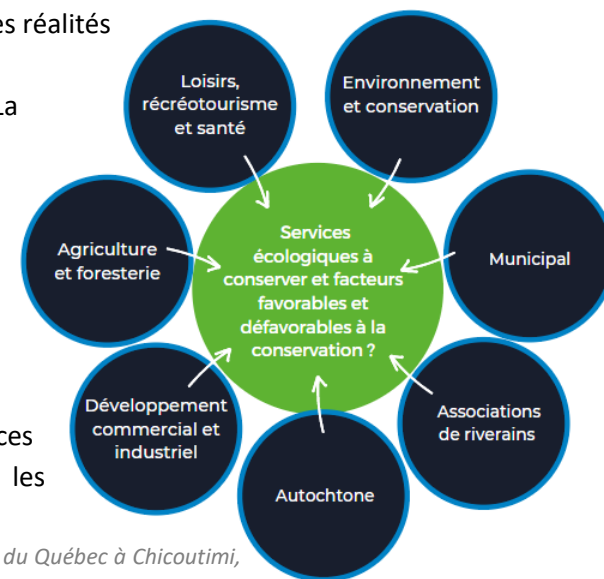 es réalités
La
ces
les
du Québec à Chicoutimi,
Loisirs,
récréotourisme
et santé
Environnement
et conservation
Agriculture
et foresterie
Services
écologiques à
conserver et facteurs
favorables et
défavorables à la
conservation ?
Municipal
Développement
commercial et
industriel
Associations
de riverains
Autochtone